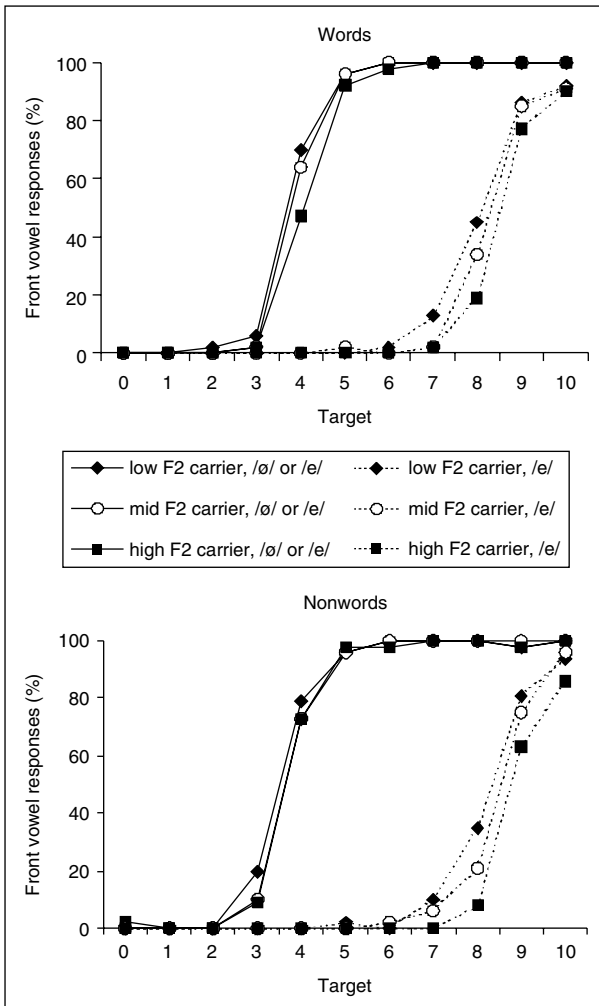 Words
Front vowel responses (%)
100
80
60
40
20
0
0 1 2 3 4 5 6 7 8 9 10
Target
low F2 carrier, /ø/ or /e/ low F2 carrier, /e/
mid F2 carrier, /ø/ or /e/ mid F2 carrier, /e/
high F2 carrier, /ø/ or /e/ high F2 carrier, /e/
Nonwords
Front vowel responses (%)
100
80
60
40
20
0
0 1 2 3 4 5 6 7 8 9 10
Target